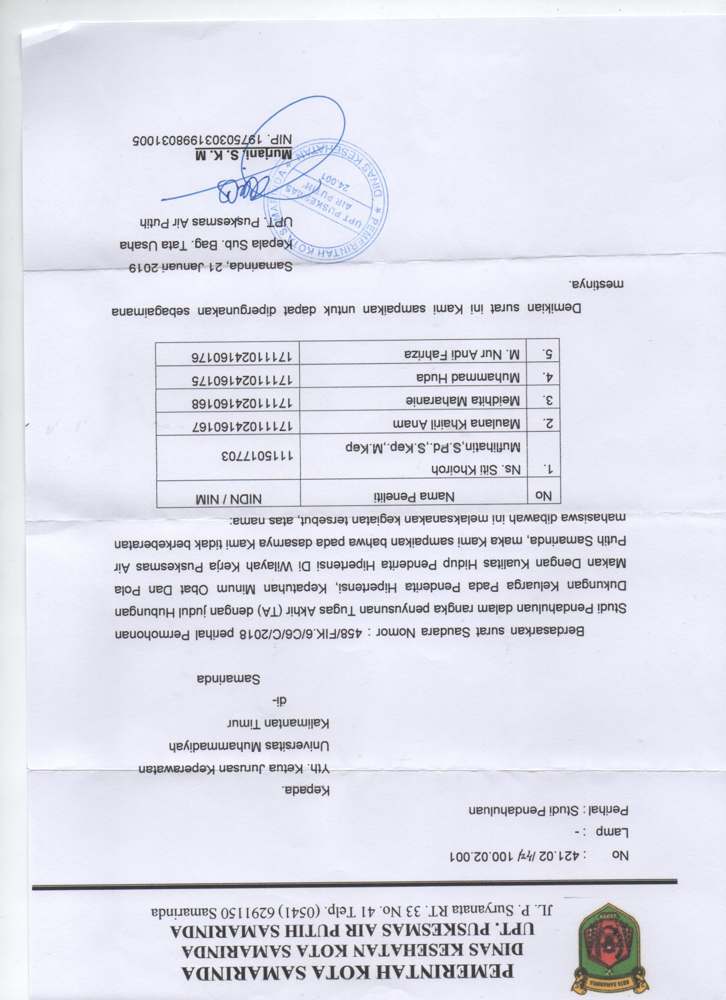 KOTA SAMARINDA
PEMERINTAH KOTA SAMARINDA
DINAS KESEHATAN KOTA SAMARINDA
UPT. PUSKESMAS AIR PUTIH SAMARINDA
JL. P. Suryanata RT. 33 No. 41 Telp. (0541) 6291150 Samarinda
No : 421.02 / / 100.02.001
Lamp : -
Perihal : Studi Pendahuluan
Kepada.
Yth. Ketua Jurusan Keperawatan
Universitas Muhammadiyah
Kalimantan Timur
di-
Samarinda
Berdasarkan surat Saudara Nomor : 458/FIK.6/C6/C/2018 perihal Permohonan
Studi Pendahuluan dalam rangka penyusunan Tugas Akhir (TA) dengan judul Hubungan
Dukungan Keluarga Pada Penderita Hipertensi, Kepatuhan Minum Obat Dan Pola
Makan Dengan Kualitas Hidup Penderita Hipertensi Di Wilayah Kerja Puskesmas Air
Putih Samarinda, maka Kami sampaikan bahwa pada dasarnya Kami tidak berkeberatan
mahasiswa dibawah ini melaksanakan kegiatan tersebut, atas nama:
No Nama Peneliti NIDN / NIM
1. Ns. Siti Khoiroh
Muflihatin,S.Pd.,S.Kep.,M.Kep 1115017703
2. Maulana Khairil Anam 17111024160167
3. Meidhita Maharanie 17111024160168
4. Muhammad Huda 17111024160175
5. M. Nur Andi Fahriza 17111024160176
Demikian surat ini Kami sampaikan untuk dapat dipergunakan sebagaimana
mestinya.
Samarinda, 21 Januari 2019
Kepala Sub. Bag. Tata Usaha
UPT. Puskesmas Air Putih
PEMERINTAH KOTA SAMARINDA
UPT PUSKESMAS
AIR PUTIH
24.001
DINAS KESEHATAN
Murjani, S. K. M
NIP. 197503031998031005